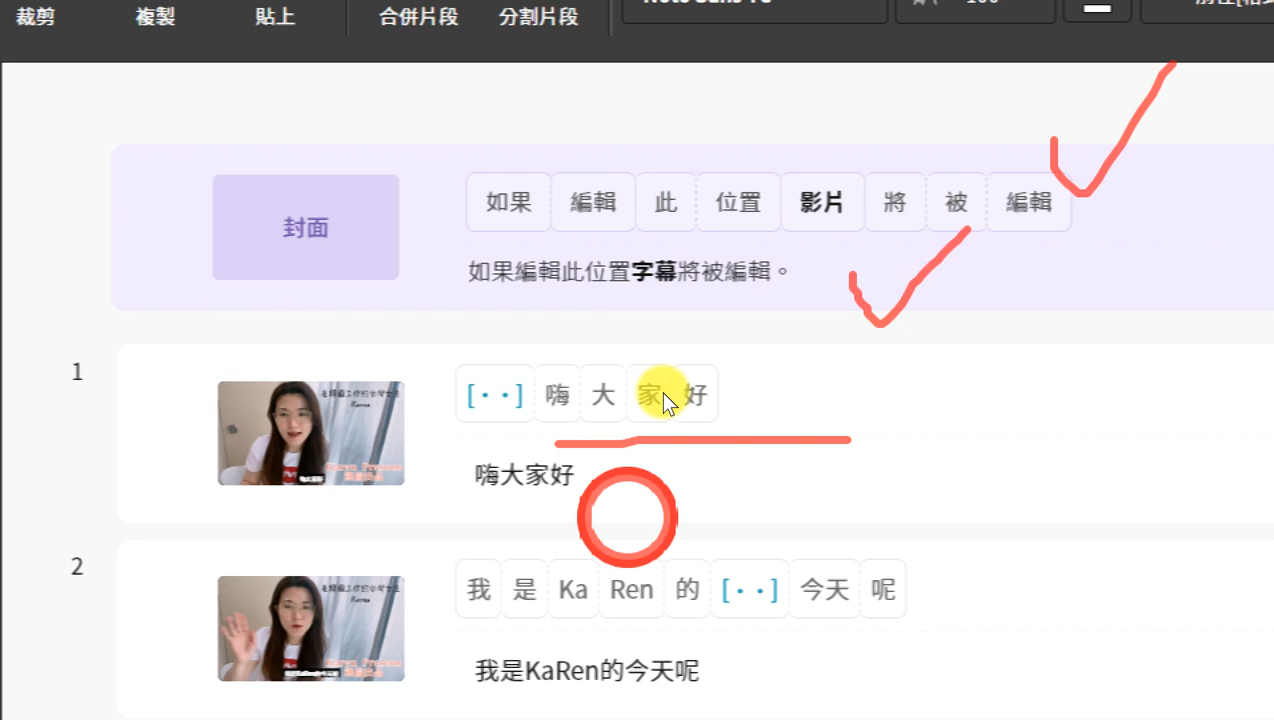 裁剪 複製 貼上 合併片段 分割片段
封面
如果 編輯 此 位置 影片 將 被 編輯
如果編輯此位置字幕將被編輯。
1
[··] 嗨 大 家 好
嗨大家好
2
我 是 Ka Ren 的 [··] 今天 呢
我是KaRen的今天呢